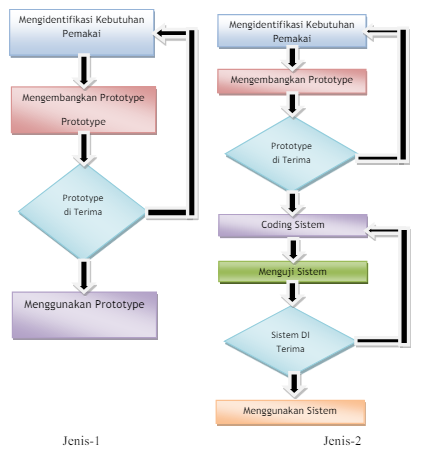 Mengidentifikasi Kebutuhan
Pemakai
Mengembangkan Prototype
Prototype
Prototype
di Terima
Menggunakan Prototype
Jenis-1
Mengidentifikasi Kebutuhan
Pemakai
Mengembangkan Prototype
Prototype
di Terima
Coding Sistem
Menguji Sistem
Sistem DI
Terima
Menggunakan Sistem
Jenis-2